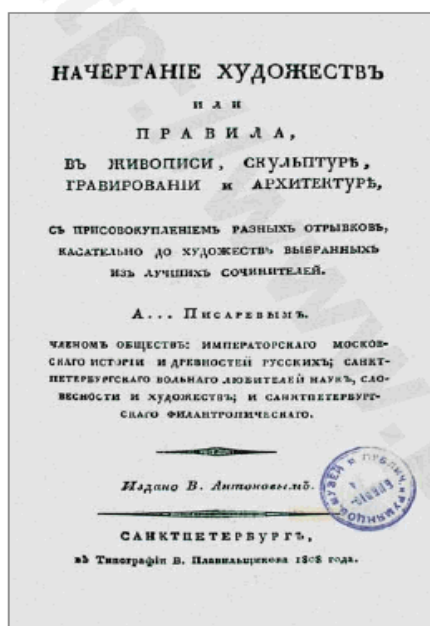 НАЧЕРТАНІЕ ХУДОЖЕСТВЪ
ИЛИ
ПРАВИЛА,
ВЪ ЖИВОПИСИ, СКУЛЬПТУРѢ,
ГРАВИРОВАНІИ и АРХИТЕКТУРѢ,
СЪ ПРИСОВОКУПЛЕНІЕМЪ РАЗНЫХЪ ОТРЫВКОВЪ,
КАСАТЕЛЬНО ДО ХУДОЖЕСТВЪ ВЫБРАННЫХЪ
ИЗЪ ЛУЧШИХЪ СОЧИНИТЕЛЕЙ.
А... Писаревымъ.
ЧЛЕНОМЪ ОБЩЕСТВЪ: ИМПЕРАТОРСКАГО МОСКОВ-
СКАГО ИСТОРІИ И ДРЕВНОСТЕЙ РУССКИХЪ; САНКТ-
ПЕТЕРБУРГСКАГО ВОЛЬНАГО ЛЮБИТЕЛЕЙ НАУКЪ, СЛО-
ВЕСНОСТИ И ХУДОЖЕСТВЪ; И САНКТПЕТЕРБУРГ-
СКАГО ФИЛАНТРОПИЧЕСКАГО.
Издано В. Антоновымъ.
САНКТПЕТЕРБУРГЪ,
въ Типографіи В. Плавильщикова 1808 года.